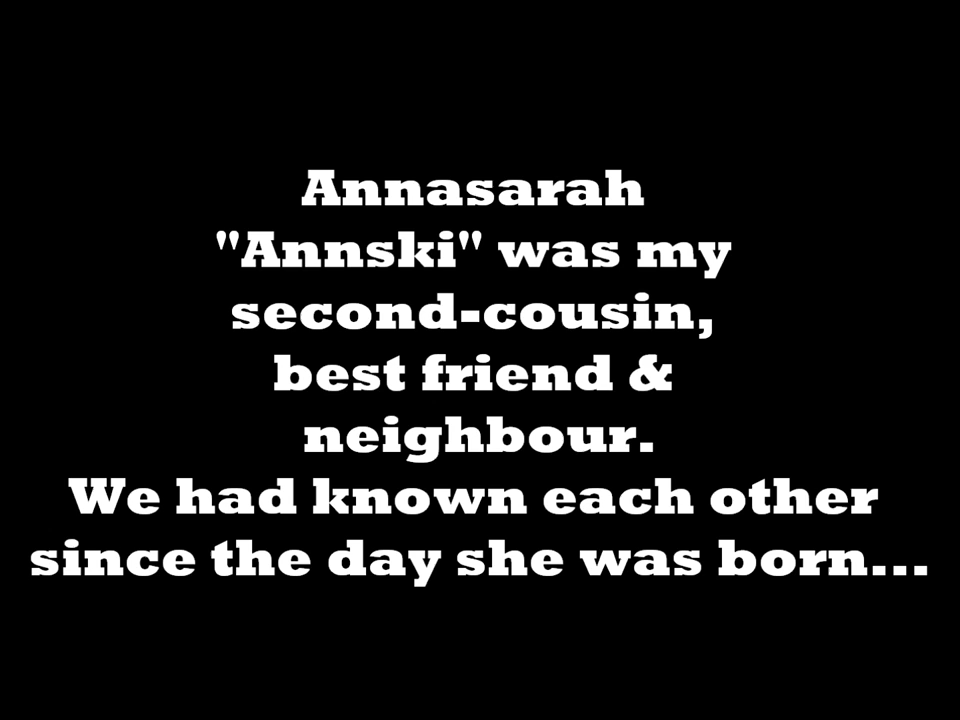 Annasarah
"Annski" was my
second-cousin,
best friend &
neighbour.
We had known each other
since the day she was born...